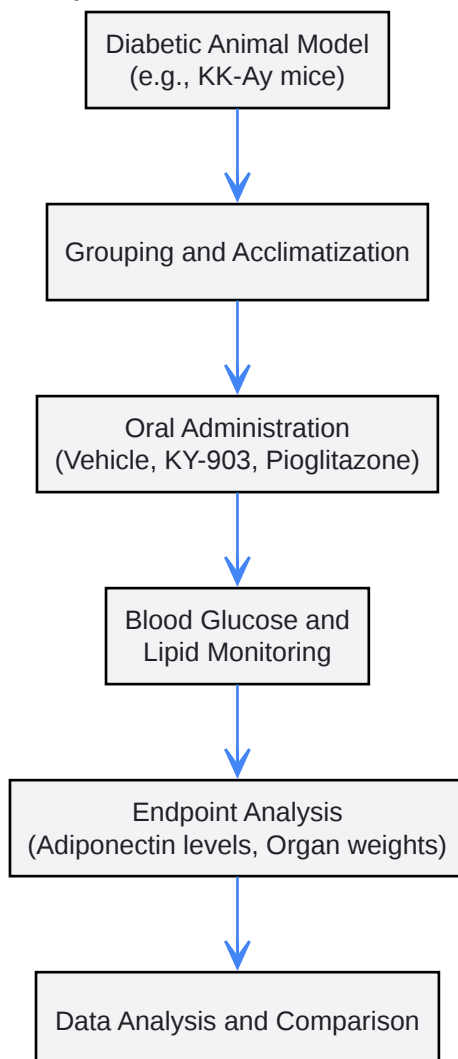 Diabetic Animal Model
(e.g., KK-Ay mice)
Grouping and Acclimatization
Oral Administration
(Vehicle, KY-903, Pioglitazone)
Blood Glucose and
Lipid Monitoring
Endpoint Analysis
(Adiponectin levels, Organ weights)
Data Analysis and Comparison